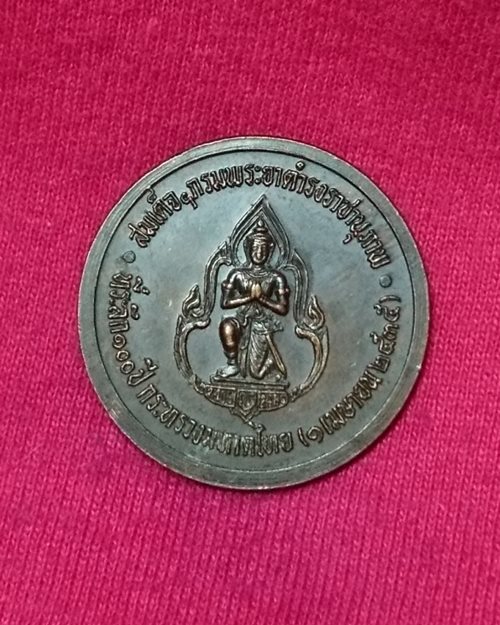 สมเด็จฯ กรมพระยาดำรงราชานุภาพ
ที่ระลึก ๑๐๐ ปี กระทรวงมหาดไทย (๑ เมษายน ๒๕๓๕)